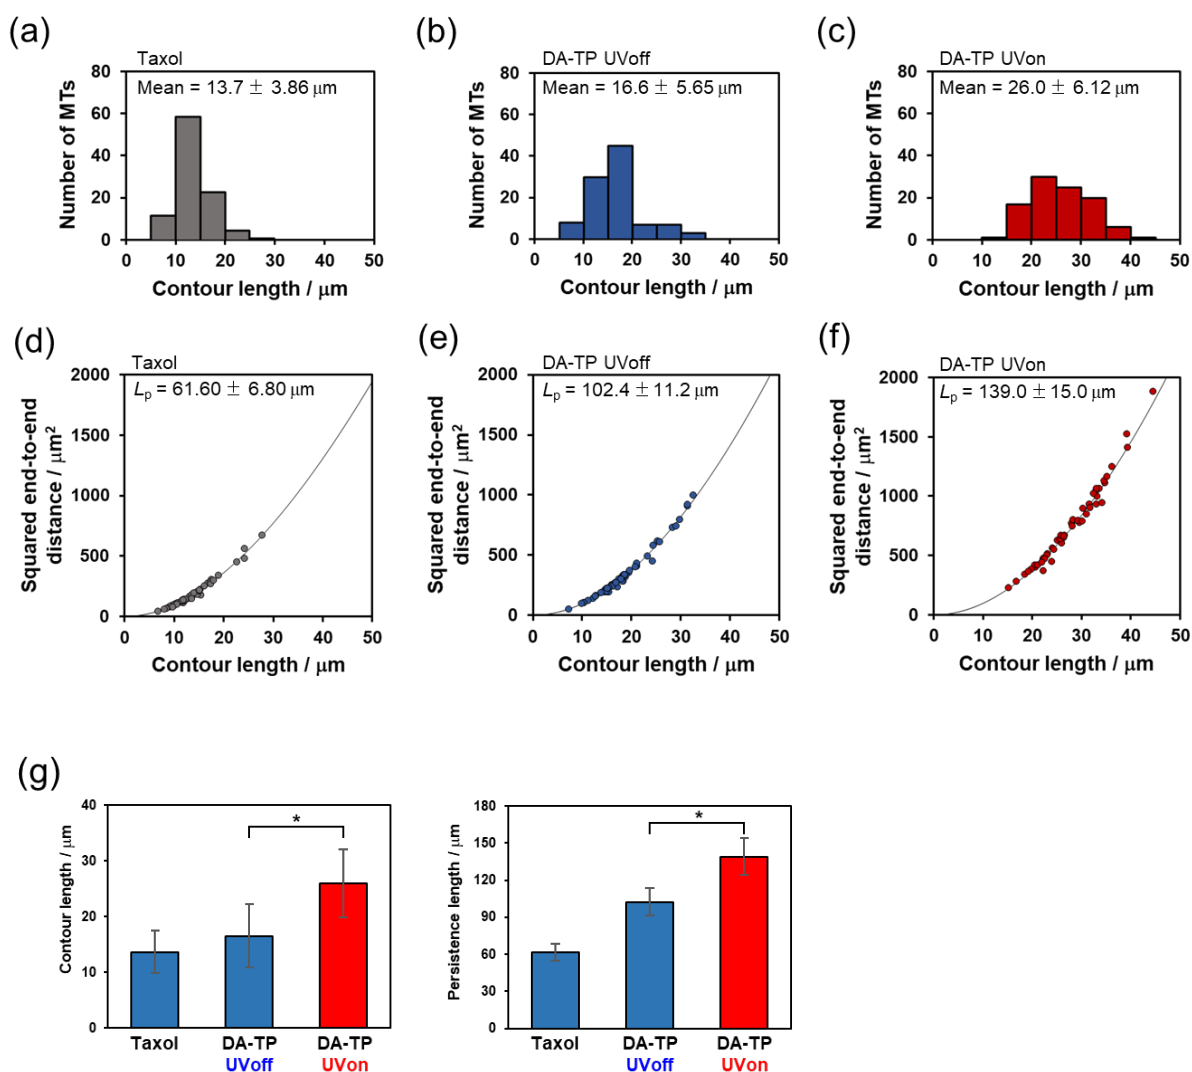 (a)
Taxol
Mean = 13.7 ± 3.86 μm
Number of MTs
80
60
40
20
0
0 10 20 30 40 50
Contour length / μm
(b)
DA-TP UVoff
Mean = 16.6 ± 5.65 μm
Number of MTs
80
60
40
20
0
0 10 20 30 40 50
Contour length / μm
(c)
DA-TP UVon
Mean = 26.0 ± 6.12 μm
Number of MTs
80
60
40
20
0
0 10 20 30 40 50
Contour length / μm
(d)
Taxol
Lp = 61.60 ± 6.80 μm
Squared end-to-end
distance / μm²
2000
1500
1000
500
0
0 10 20 30 40 50
Contour length / μm
(e)
DA-TP UVoff
Lp = 102.4 ± 11.2 μm
Squared end-to-end
distance / μm²
2000
1500
1000
500
0
0 10 20 30 40 50
Contour length / μm
(f)
DA-TP UVon
Lp = 139.0 ± 15.0 μm
Squared end-to-end
distance / μm²
2000
1500
1000
500
0
0 10 20 30 40 50
Contour length / μm
(g)
Contour length / μm
40
30
20
10
0
*
Taxol DA-TP DA-TP
UVoff UVon
Persistence length / μm
180
150
120
90
60
30
0
*
Taxol DA-TP DA-TP
UVoff UVon